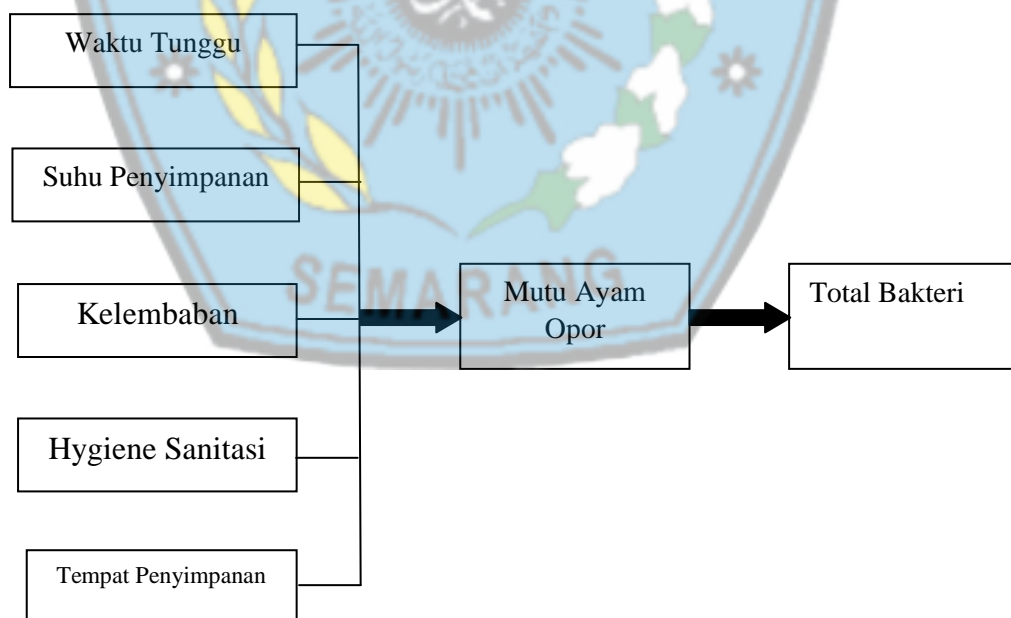 Waktu Tunggu
Suhu Penyimpanan
SEMARANG
Kelembaban
Mutu Ayam
Opor
Total Bakteri
Hygiene Sanitasi
Tempat Penyimpanan